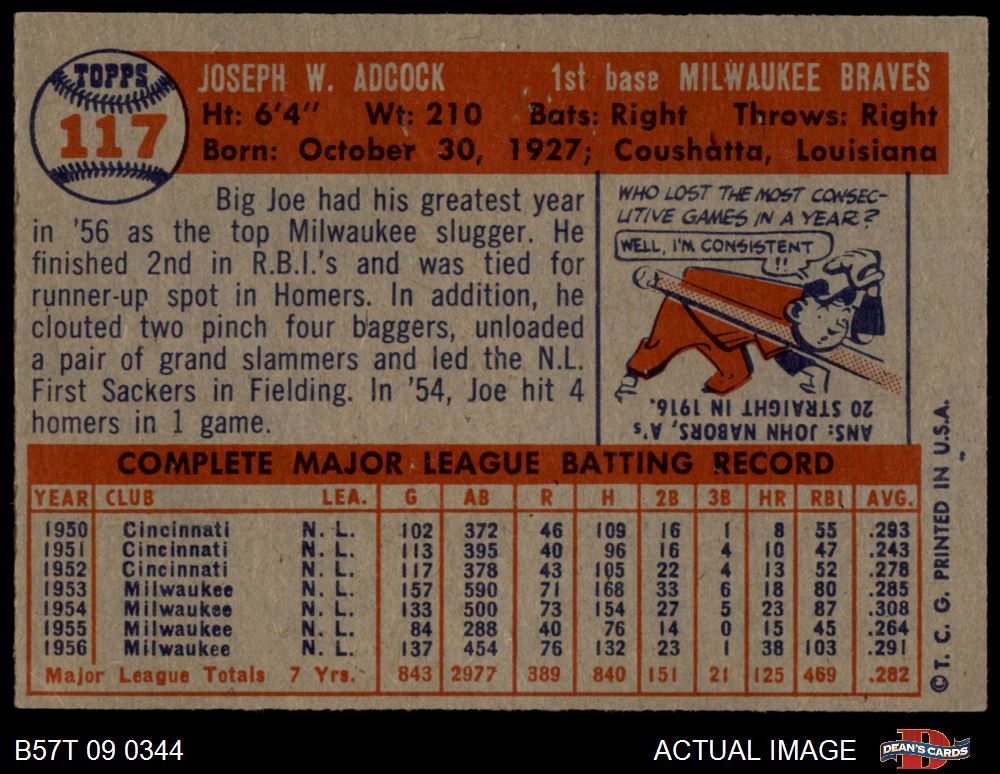 TOPPS
117
JOSEPH W. ADCOCK 1st base MILWAUKEE BRAVES
Ht: 6'4" Wt: 210 Bats: Right Throws: Right
Born: October 30, 1927; Coushatta, Louisiana
Big Joe had his greatest year
in '56 as the top Milwaukee slugger. He
finished 2nd in R.B.I.'s and was tied for
runner-up spot in Homers. In addition, he
clouted two pinch four baggers, unloaded
a pair of grand slammers and led the N.L.
First Sackers in Fielding. In '54, Joe hit 4
homers in 1 game.
WHO LOST THE MOST CONSEC-
UTIVE GAMES IN A YEAR?
WELL, I'M CONSISTENT
!!
ANS: JOHN NABORS, A's
20 STRAIGHT IN 1916.
COMPLETE MAJOR LEAGUE BATTING RECORD
YEAR CLUB LEA. G AB R H 2B 3B HR RBI AVG.
1950 Cincinnati N. L. 102 372 46 109 16 1 8 55 .293
1951 Cincinnati N. L. 113 395 40 96 16 4 10 47 .243
1952 Cincinnati N. L. 117 378 43 105 22 4 13 52 .278
1953 Milwaukee N. L. 157 590 71 168 33 6 18 80 .285
1954 Milwaukee N. L. 133 500 73 154 27 5 23 87 .308
1955 Milwaukee N. L. 84 288 40 76 14 0 15 45 .264
1956 Milwaukee N. L. 137 454 76 132 23 1 38 103 .291
Major League Totals 7 Yrs. 843 2977 389 840 151 21 125 469 .282
© T. C. G. PRINTED IN U.S.A.
B57T 09 0344
ACTUAL IMAGE
DEAN'S CARDS